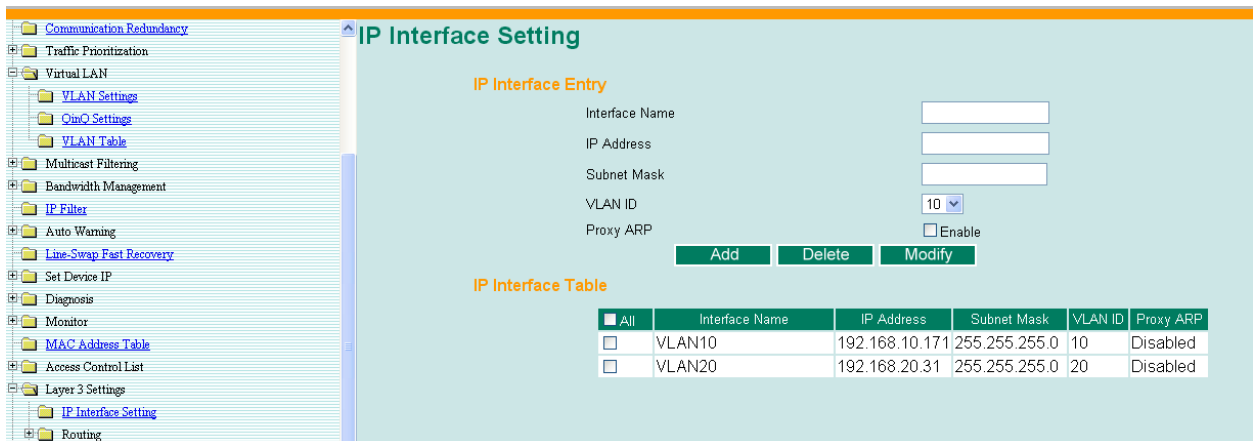 Communication Redundancy
Traffic Prioritization
Virtual LAN
VLAN Settings
QinQ Settings
VLAN Table
Multicast Filtering
Bandwidth Management
IP Filter
Auto Warning
Line-Swap Fast Recovery
Set Device IP
Diagnosis
Monitor
MAC Address Table
Access Control List
Layer 3 Settings
IP Interface Setting
Routing
IP Interface Setting
IP Interface Entry
Interface Name
IP Address
Subnet Mask
VLAN ID 10
Proxy ARP Enable
Add Delete Modify
IP Interface Table
All Interface Name IP Address Subnet Mask VLAN ID Proxy ARP
VLAN10 192.168.10.171 255.255.255.0 10 Disabled
VLAN20 192.168.20.31 255.255.255.0 20 Disabled